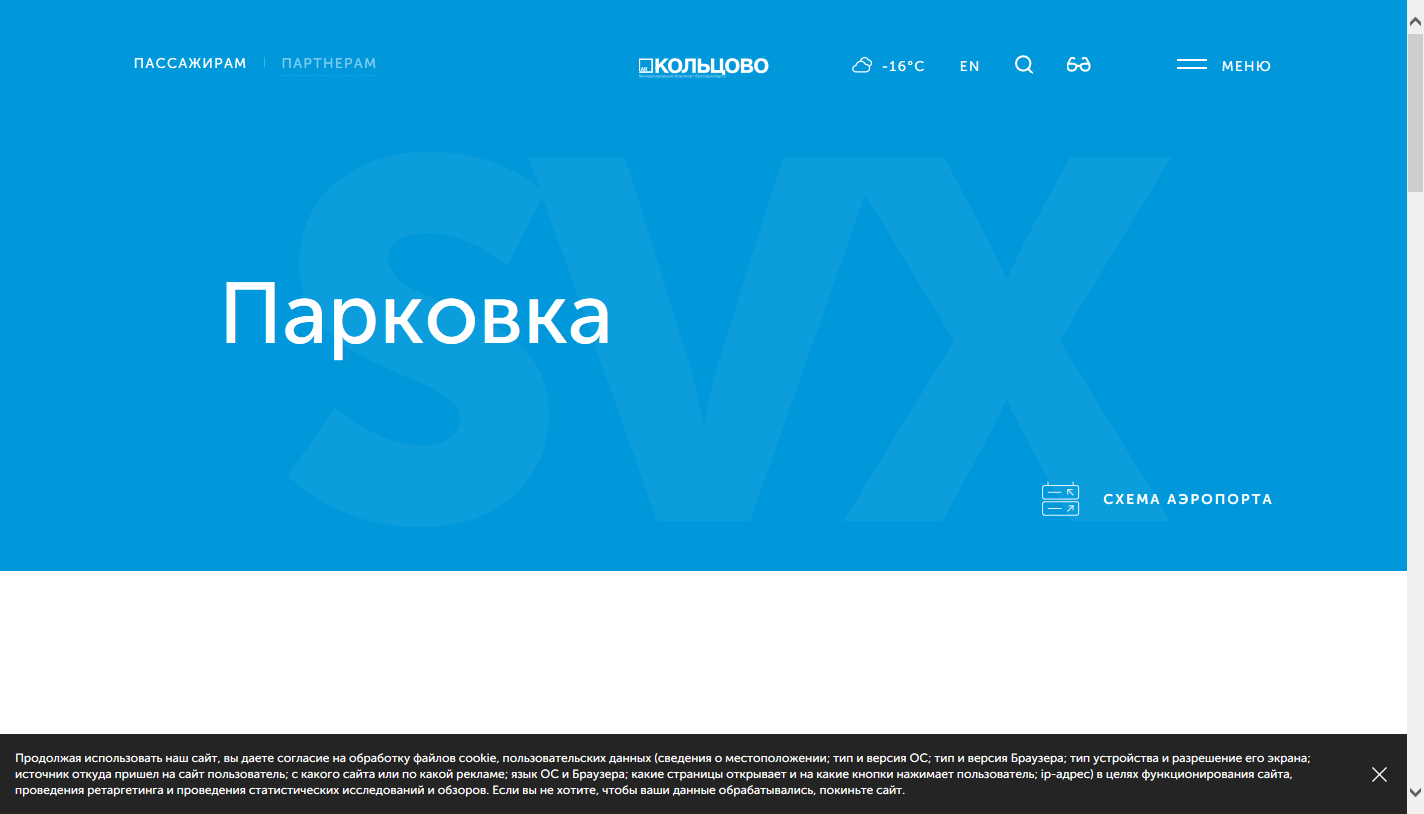 ПАССАЖИРАМ
ПАРТНЕРАМ
КОЛЬЦОВО
-16°C
EN
МЕНЮ
SVX
Парковка
СХЕМА АЭРОПОРТА
Продолжая использовать наш сайт, вы даете согласие на обработку файлов cookie, пользовательских данных (сведения о местоположении; тип и версия ОС; тип и версия Браузера; тип устройства и разрешение его экрана;
источник откуда пришел на сайт пользователь; с какого сайта или по какой рекламе; язык ОС и Браузера; какие страницы открывает и на какие кнопки нажимает пользователь; ip-адрес) в целях функционирования сайта,
проведения ретаргетинга и проведения статистических исследований и обзоров. Если вы не хотите, чтобы ваши данные обрабатывались, покиньте сайт.